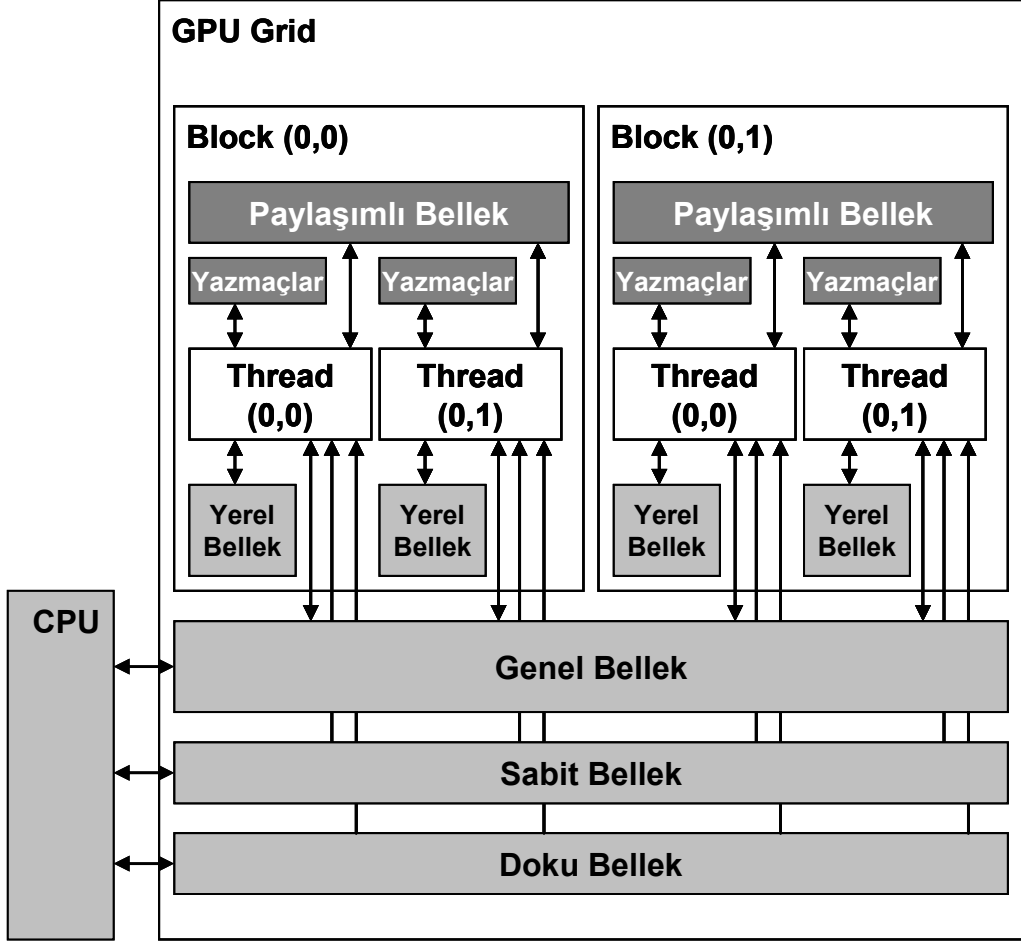 GPU Grid
Block (0,0)
Paylaşımlı Bellek
Yazmaçlar
Yazmaçlar
Thread
(0,0)
Thread
(0,1)
Yerel
Bellek
Yerel
Bellek
Block (0,1)
Paylaşımlı Bellek
Yazmaçlar
Yazmaçlar
Thread
(0,0)
Thread
(0,1)
Yerel
Bellek
Yerel
Bellek
CPU
Genel Bellek
Sabit Bellek
Doku Bellek